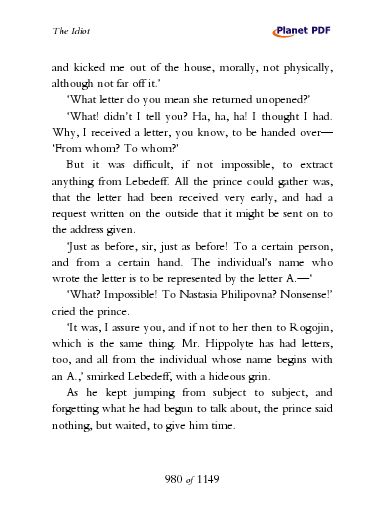 The Idiot
Planet PDF
and kicked me out of the house, morally, not physically,
although not far off it.’
‘What letter do you mean she returned unopened?’
‘What! didn’t I tell you? Ha, ha, ha! I thought I had.
Why, I received a letter, you know, to be handed over—
‘From whom? To whom?’
But it was difficult, if not impossible, to extract
anything from Lebedeff. All the prince could gather was,
that the letter had been received very early, and had a
request written on the outside that it might be sent on to
the address given.
‘Just as before, sir, just as before! To a certain person,
and from a certain hand. The individual’s name who
wrote the letter is to be represented by the letter A.—‘
‘What? Impossible! To Nastasia Philipovna? Nonsense!’
cried the prince.
‘It was, I assure you, and if not to her then to Rogojin,
which is the same thing. Mr. Hippolyte has had letters,
too, and all from the individual whose name begins with
an A.,’ smirked Lebedeff, with a hideous grin.
As he kept jumping from subject to subject, and
forgetting what he had begun to talk about, the prince said
nothing, but waited, to give him time.
980 of 1149